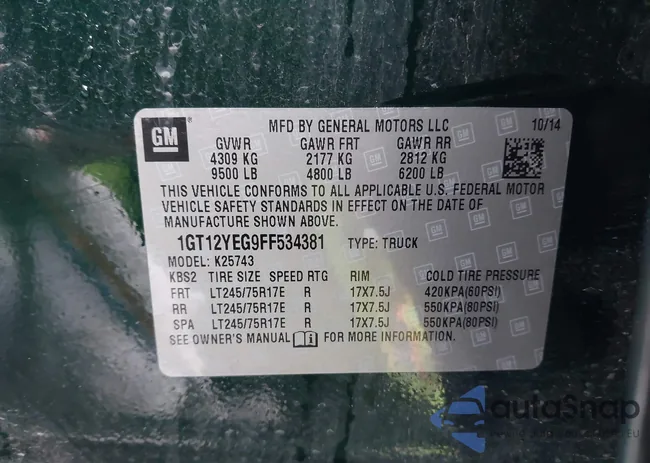 GM
MFD BY GENERAL MOTORS LLC 10/14
GVWR GAWR FRT GAWR RR
4309 KG 2177 KG 2812 KG
9500 LB 4800 LB 6200 LB
THIS VEHICLE CONFORMS TO ALL APPLICABLE U.S. FEDERAL MOTOR
VEHICLE SAFETY STANDARDS IN EFFECT ON THE DATE OF
MANUFACTURE SHOWN ABOVE.
1GT12YEG9FF534381 TYPE: TRUCK
MODEL: K25743
KBS2 TIRE SIZE SPEED RTG RIM COLD TIRE PRESSURE
FRT LT245/75R17E R 17X7.5J 420KPA(60PSI)
RR LT245/75R17E R 17X7.5J 550KPA(80PSI)
SPA LT245/75R17E R 17X7.5J 550KPA(80PSI)
SEE OWNER'S MANUAL FOR MORE INFORMATION.
autoSnap